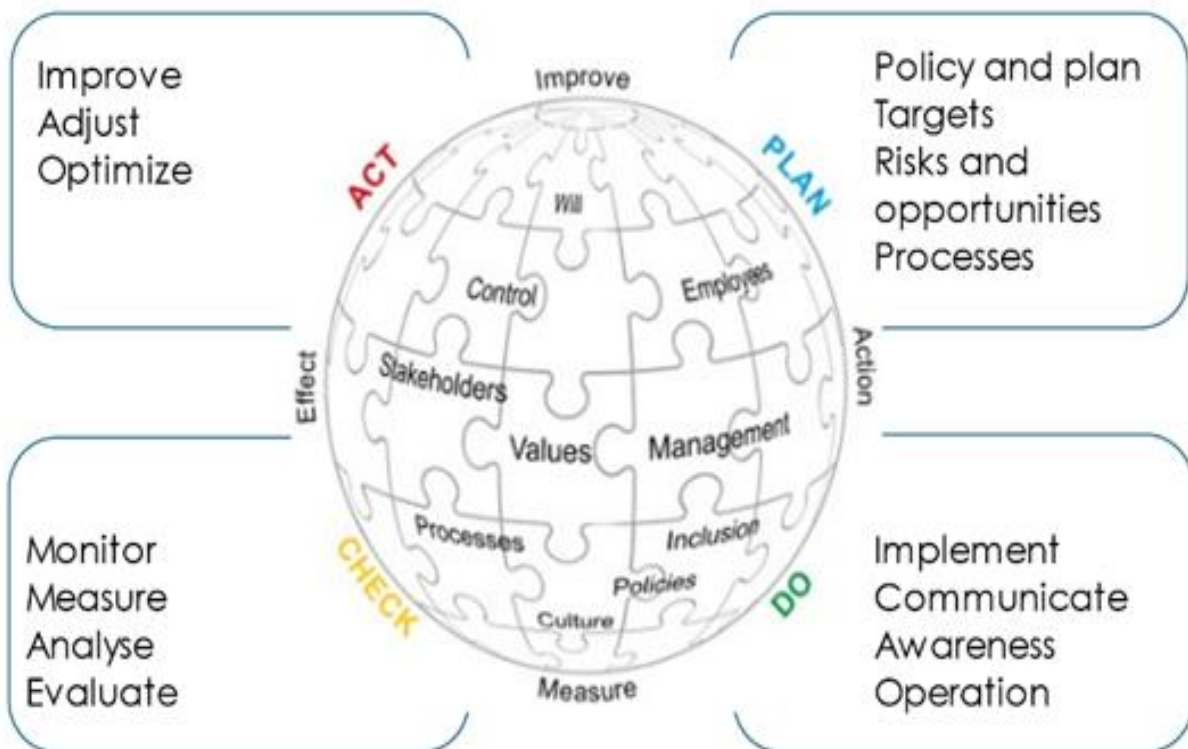 Improve
Adjust
Optimize
Policy and plan
Targets
Risks and
opportunities
Processes
Improve
ACT
PLAN
Will
Control
Employees
Effect
Action
Stakeholders
Values
Management
Processes
Inclusion
Policies
Culture
CHECK
DO
Measure
Monitor
Measure
Analyse
Evaluate
Implement
Communicate
Awareness
Operation